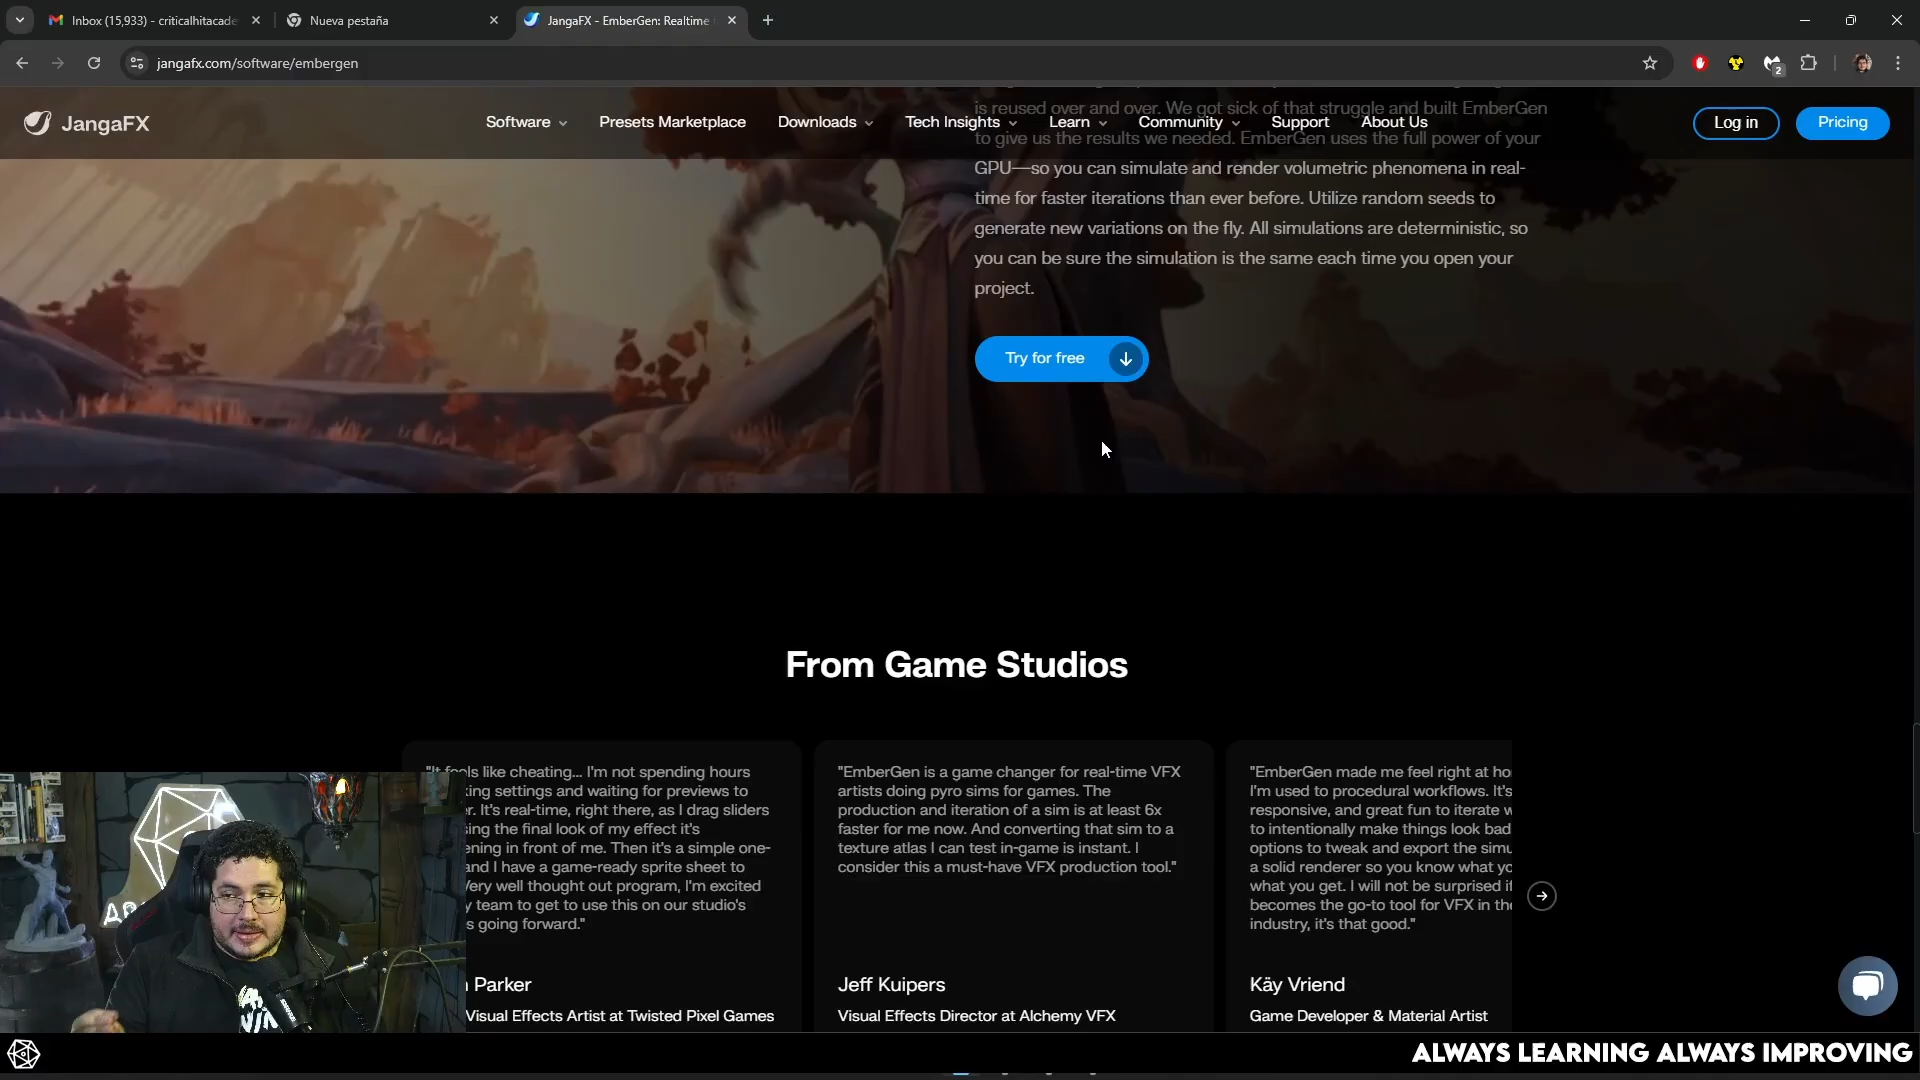 Inbox (15,933) - criticalhitacade
Nueva pestaña
JangaFX - EmberGen: Realtime
jangafx.com/software/embergen
2
JangaFX
Software
Presets Marketplace
Downloads
Tech Insights
Learn
Community
Support
About Us
Log in
Pricing
is reused over and over. We got sick of that struggle and built EmberGen
to give us the results we needed. EmberGen uses the full power of your
GPU—so you can simulate and render volumetric phenomena in real-
time for faster iterations than ever before. Utilize random seeds to
generate new variations on the fly. All simulations are deterministic, so
you can be sure the simulation is the same each time you open your
project.
Try for free
From Game Studios
"It feels like cheating... I'm not spending hours
king settings and waiting for previews to
r. It's real-time, right there, as I drag sliders
ing the final look of my effect it's
ening in front of me. Then it's a simple one-
and I have a game-ready sprite sheet to
Very well thought out program, I'm excited
y team to get to use this on our studio's
s going forward."
Parker
Visual Effects Artist at Twisted Pixel Games
"EmberGen is a game changer for real-time VFX
artists doing pyro sims for games. The
production and iteration of a sim is at least 6x
faster for me now. And converting that sim to a
texture atlas I can test in-game is instant. I
consider this a must-have VFX production tool."
Jeff Kuipers
Visual Effects Director at Alchemy VFX
"EmberGen made me feel right at ho
I'm used to procedural workflows. It's
responsive, and great fun to iterate w
to intentionally make things look bad
options to tweak and export the simu
a solid renderer so you know what yo
what you get. I will not be surprised if
becomes the go-to tool for VFX in the
industry, it's that good."
Käy Vriend
Game Developer & Material Artist
ALWAYS LEARNING ALWAYS IMPROVING